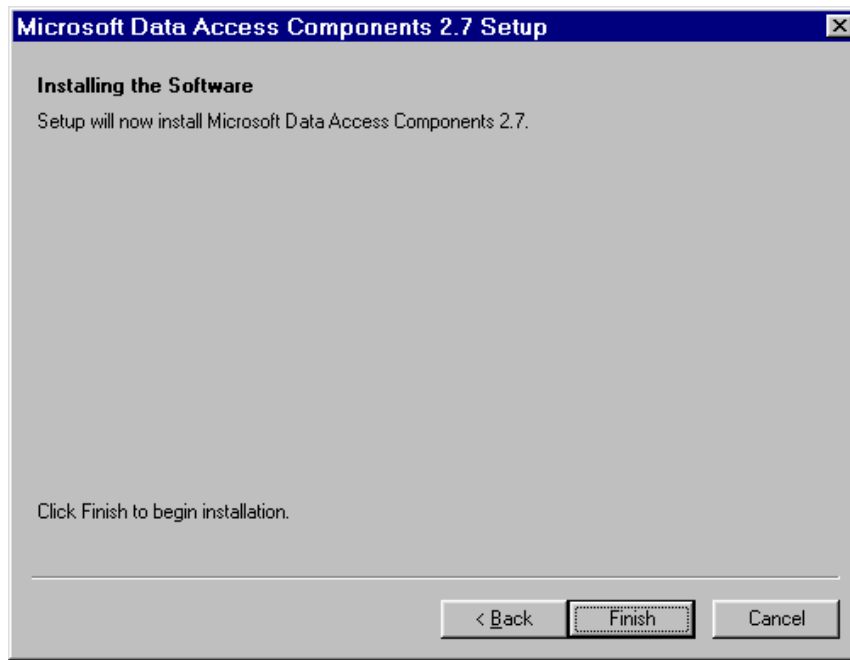 Microsoft Data Access Components 2.7 Setup
Installing the Software
Setup will now install Microsoft Data Access Components 2.7.
Click Finish to begin installation.
< Back
Finish
Cancel